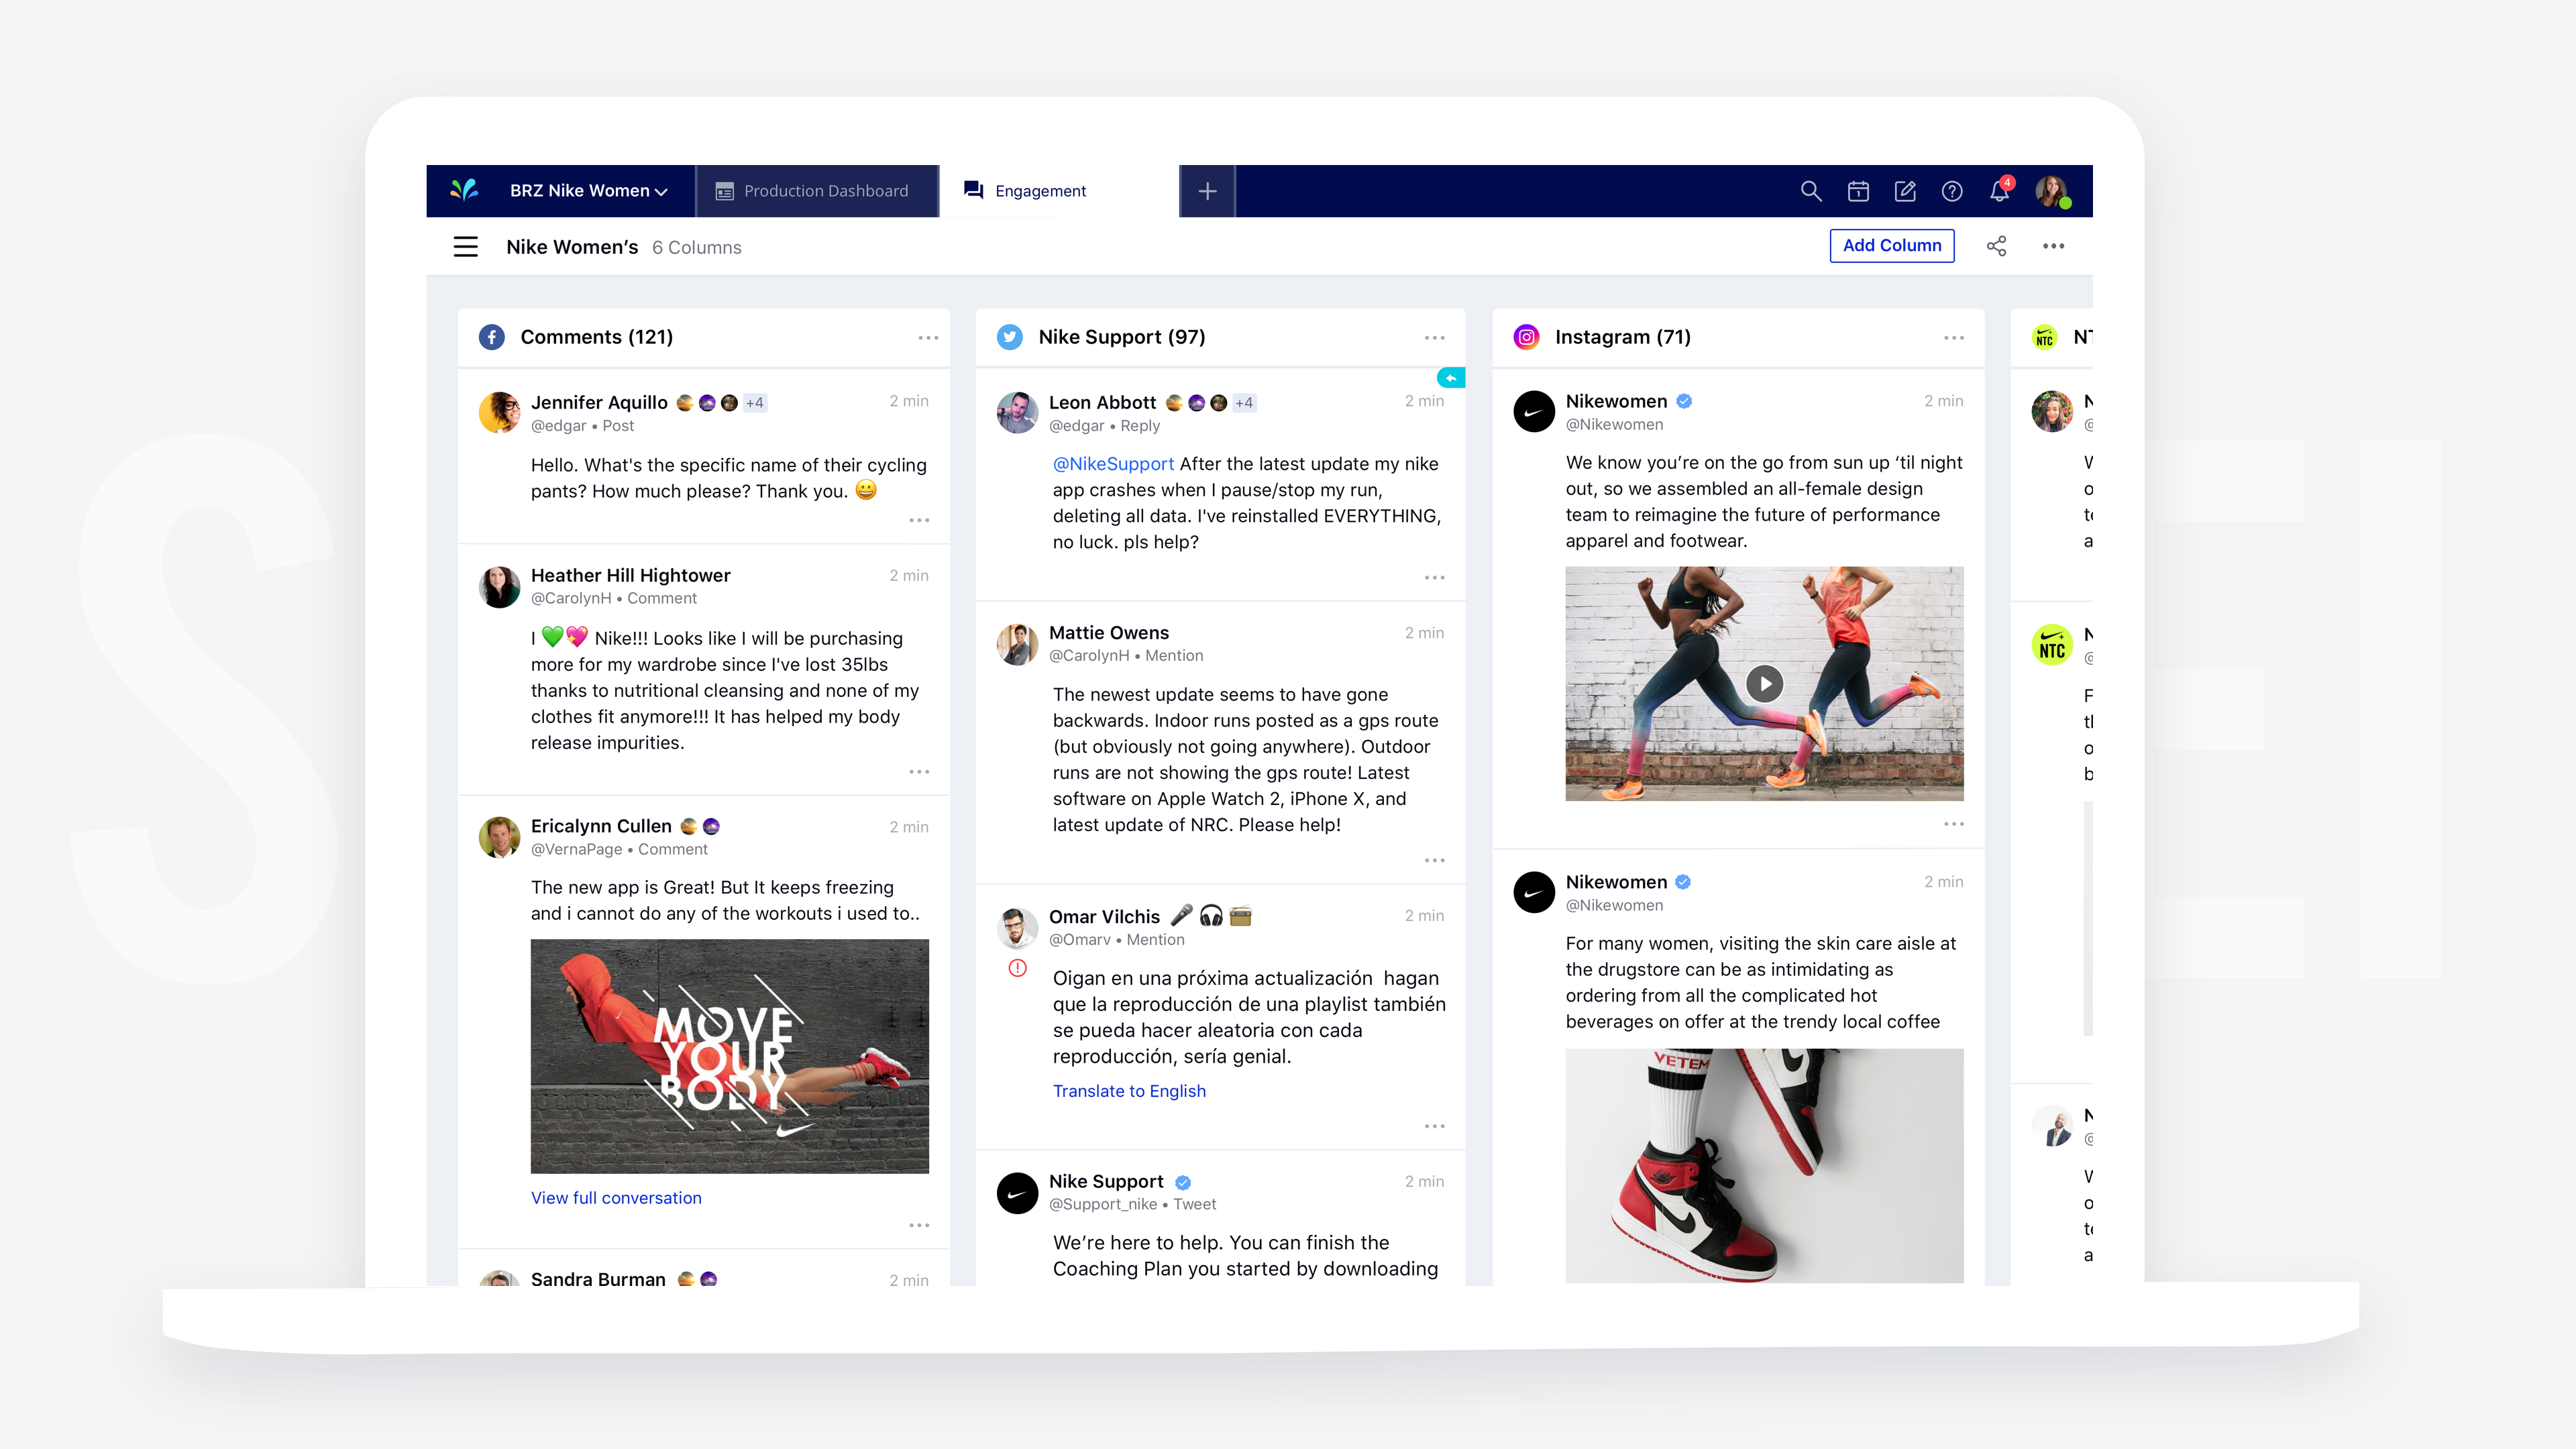 BRZ Nike Women
Production Dashboard
Engagement
1
4
Nike Women’s 6 Columns
Add Column
Comments (121)
Jennifer Aquillo +4 2 min
@edgar • Post
Hello. What's the specific name of their cycling
pants? How much please? Thank you. 😀
Heather Hill Hightower 2 min
@CarolynH • Comment
I 💚💖 Nike!!! Looks like I will be purchasing
more for my wardrobe since I've lost 35lbs
thanks to nutritional cleansing and none of my
clothes fit anymore!!! It has helped my body
release impurities.
Ericalynn Cullen 2 min
@VernaPage • Comment
The new app is Great! But It keeps freezing
and i cannot do any of the workouts i used to..
MOVE
YOUR
BODY
View full conversation
Sandra Burman 2 min
Nike Support (97)
Leon Abbott +4 2 min
@edgar • Reply
@NikeSupport After the latest update my nike
app crashes when I pause/stop my run,
deleting all data. I've reinstalled EVERYTHING,
no luck. pls help?
Mattie Owens 2 min
@CarolynH • Mention
The newest update seems to have gone
backwards. Indoor runs posted as a gps route
(but obviously not going anywhere). Outdoor
runs are not showing the gps route! Latest
software on Apple Watch 2, iPhone X, and
latest update of NRC. Please help!
Omar Vilchis 🎤 🎧 📻 2 min
@Omarv • Mention
Oigan en una próxima actualización hagan
que la reproducción de una playlist también
se pueda hacer aleatoria con cada
reproducción, sería genial.
Translate to English
Nike Support 2 min
@Support_nike • Tweet
We’re here to help. You can finish the
Coaching Plan you started by downloading
Instagram (71)
Nikewomen 2 min
@Nikewomen
We know you’re on the go from sun up ‘til night
out, so we assembled an all-female design
team to reimagine the future of performance
apparel and footwear.
Nikewomen 2 min
@Nikewomen
For many women, visiting the skin care aisle at
the drugstore can be as intimidating as
ordering from all the complicated hot
beverages on offer at the trendy local coffee
VETEM
NTC
NTC